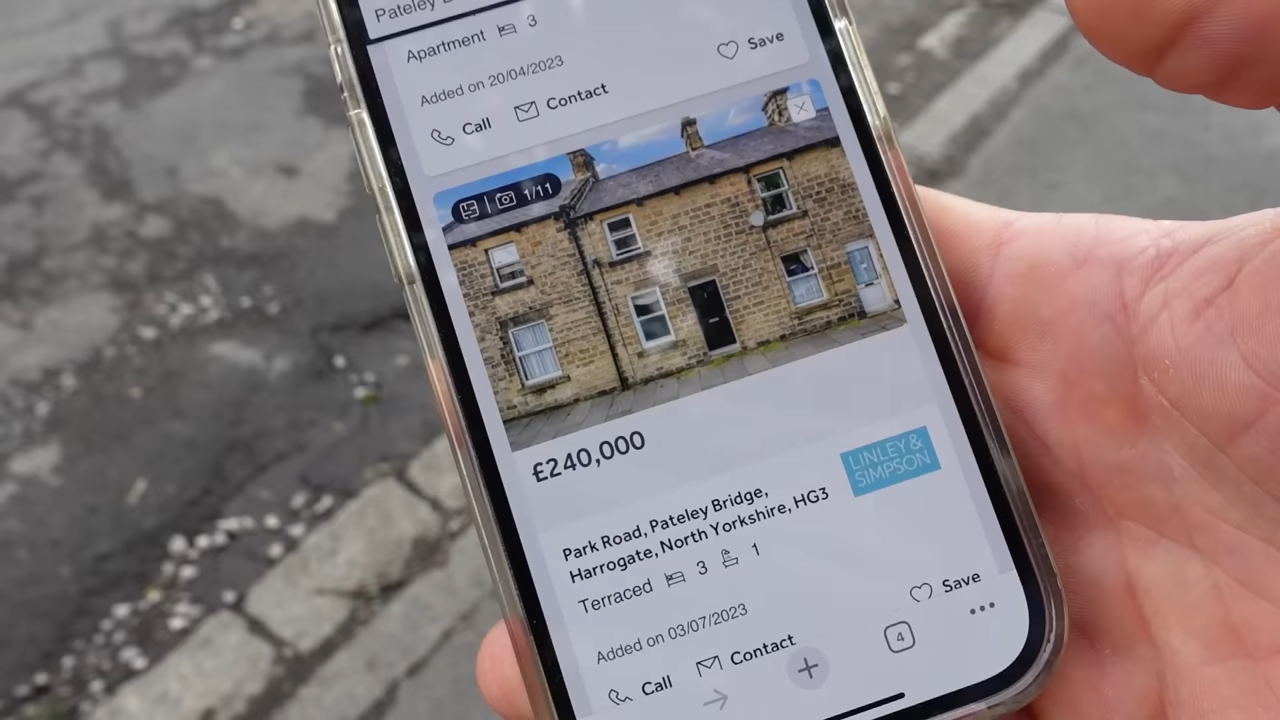 Pateley
Apartment 3
Save
Added on 20/04/2023
Call Contact
1/11
£240,000
LINLEY &
SIMPSON
Park Road, Pateley Bridge,
Harrogate, North Yorkshire, HG3
Terraced 3 1
Save
Added on 03/07/2023
4
Call Contact